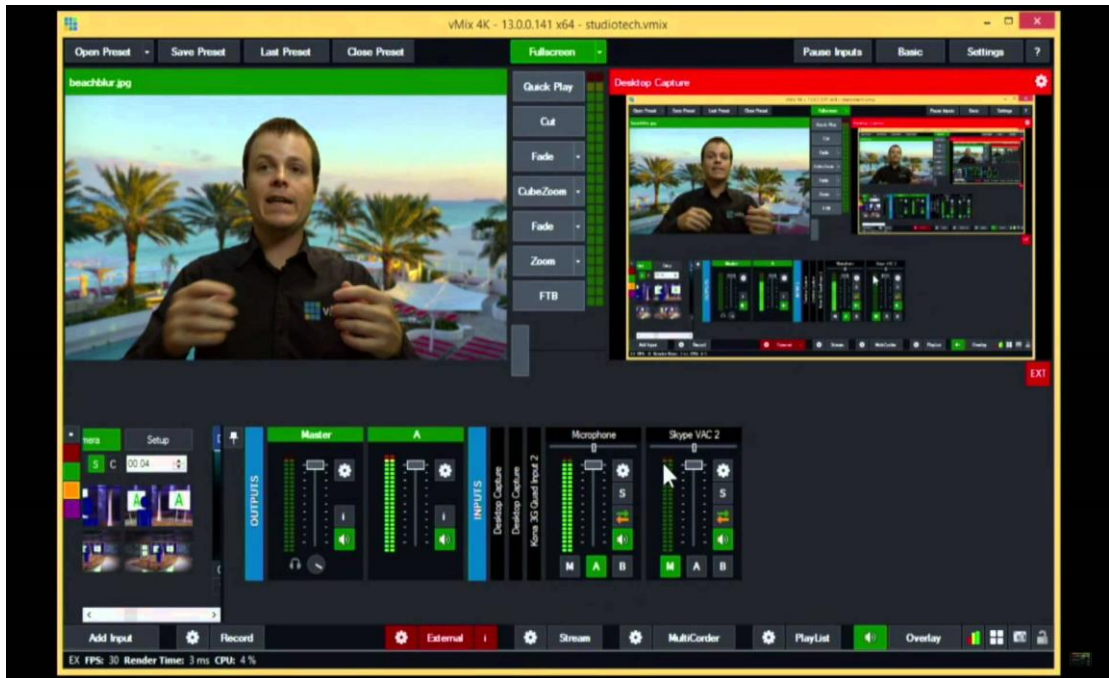 vMix 4K - 13.0.0.141 x64 - studiotech.vmix
Open Preset Save Preset Last Preset Close Preset Fullscreen Pause Inputs Basic Settings ?
beachblur.jpg
Quick Play
Cut
Fade
CubeZoom
Fade
Zoom
FTB
Desktop Capture
EXT
mera Setup
S C 00.04
A A
OUTPUTS
Master
i
A
i
INPUTS
Desktop Capture
Desktop Capture
Kona 3G Quad Input 2
Microphone
S
M A B
Skype VAC 2
S
M A B
Add Input Record External i Stream MultiCorder PlayList Overlay
EX FPS: 30 Render Time: 3 ms CPU: 4 %